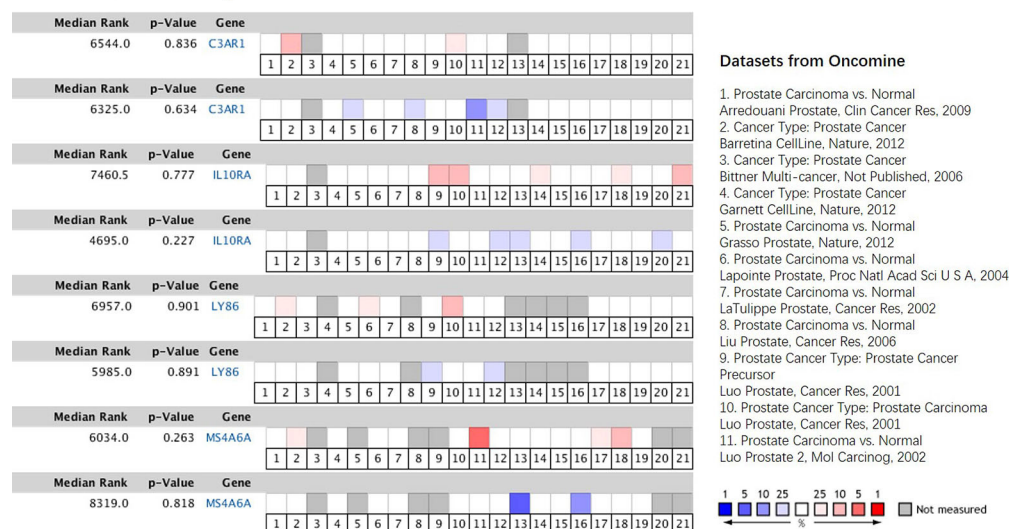 Median Rank p-Value Gene
6544.0 0.836 C3AR1
1 2 3 4 5 6 7 8 9 10 11 12 13 14 15 16 17 18 19 20 21
Median Rank p-Value Gene
6325.0 0.634 C3AR1
1 2 3 4 5 6 7 8 9 10 11 12 13 14 15 16 17 18 19 20 21
Median Rank p-Value Gene
7460.5 0.777 IL10RA
1 2 3 4 5 6 7 8 9 10 11 12 13 14 15 16 17 18 19 20 21
Median Rank p-Value Gene
4695.0 0.227 IL10RA
1 2 3 4 5 6 7 8 9 10 11 12 13 14 15 16 17 18 19 20 21
Median Rank p-Value Gene
6957.0 0.901 LY86
1 2 3 4 5 6 7 8 9 10 11 12 13 14 15 16 17 18 19 20 21
Median Rank p-Value Gene
5985.0 0.891 LY86
1 2 3 4 5 6 7 8 9 10 11 12 13 14 15 16 17 18 19 20 21
Median Rank p-Value Gene
6034.0 0.263 MS4A6A
1 2 3 4 5 6 7 8 9 10 11 12 13 14 15 16 17 18 19 20 21
Median Rank p-Value Gene
8319.0 0.818 MS4A6A
1 2 3 4 5 6 7 8 9 10 11 12 13 14 15 16 17 18 19 20 21
Datasets from Oncomine
1. Prostate Carcinoma vs. Normal
Arredouani Prostate, Clin Cancer Res, 2009
2. Cancer Type: Prostate Cancer
Barretina CellLine, Nature, 2012
3. Cancer Type: Prostate Cancer
Bittner Multi-cancer, Not Published, 2006
4. Cancer Type: Prostate Cancer
Garnett CellLine, Nature, 2012
5. Prostate Carcinoma vs. Normal
Grasso Prostate, Nature, 2012
6. Prostate Carcinoma vs. Normal
Lapointe Prostate, Proc Natl Acad Sci U S A, 2004
7. Prostate Carcinoma vs. Normal
LaTulippe Prostate, Cancer Res, 2002
8. Prostate Carcinoma vs. Normal
Liu Prostate, Cancer Res, 2006
9. Prostate Cancer Type: Prostate Cancer
Precursor
Luo Prostate, Cancer Res, 2001
10. Prostate Cancer Type: Prostate Carcinoma
Luo Prostate, Cancer Res, 2001
11. Prostate Carcinoma vs. Normal
Luo Prostate 2, Mol Carcinog, 2002
1 5 10 25 25 10 5 1
Not measured
%